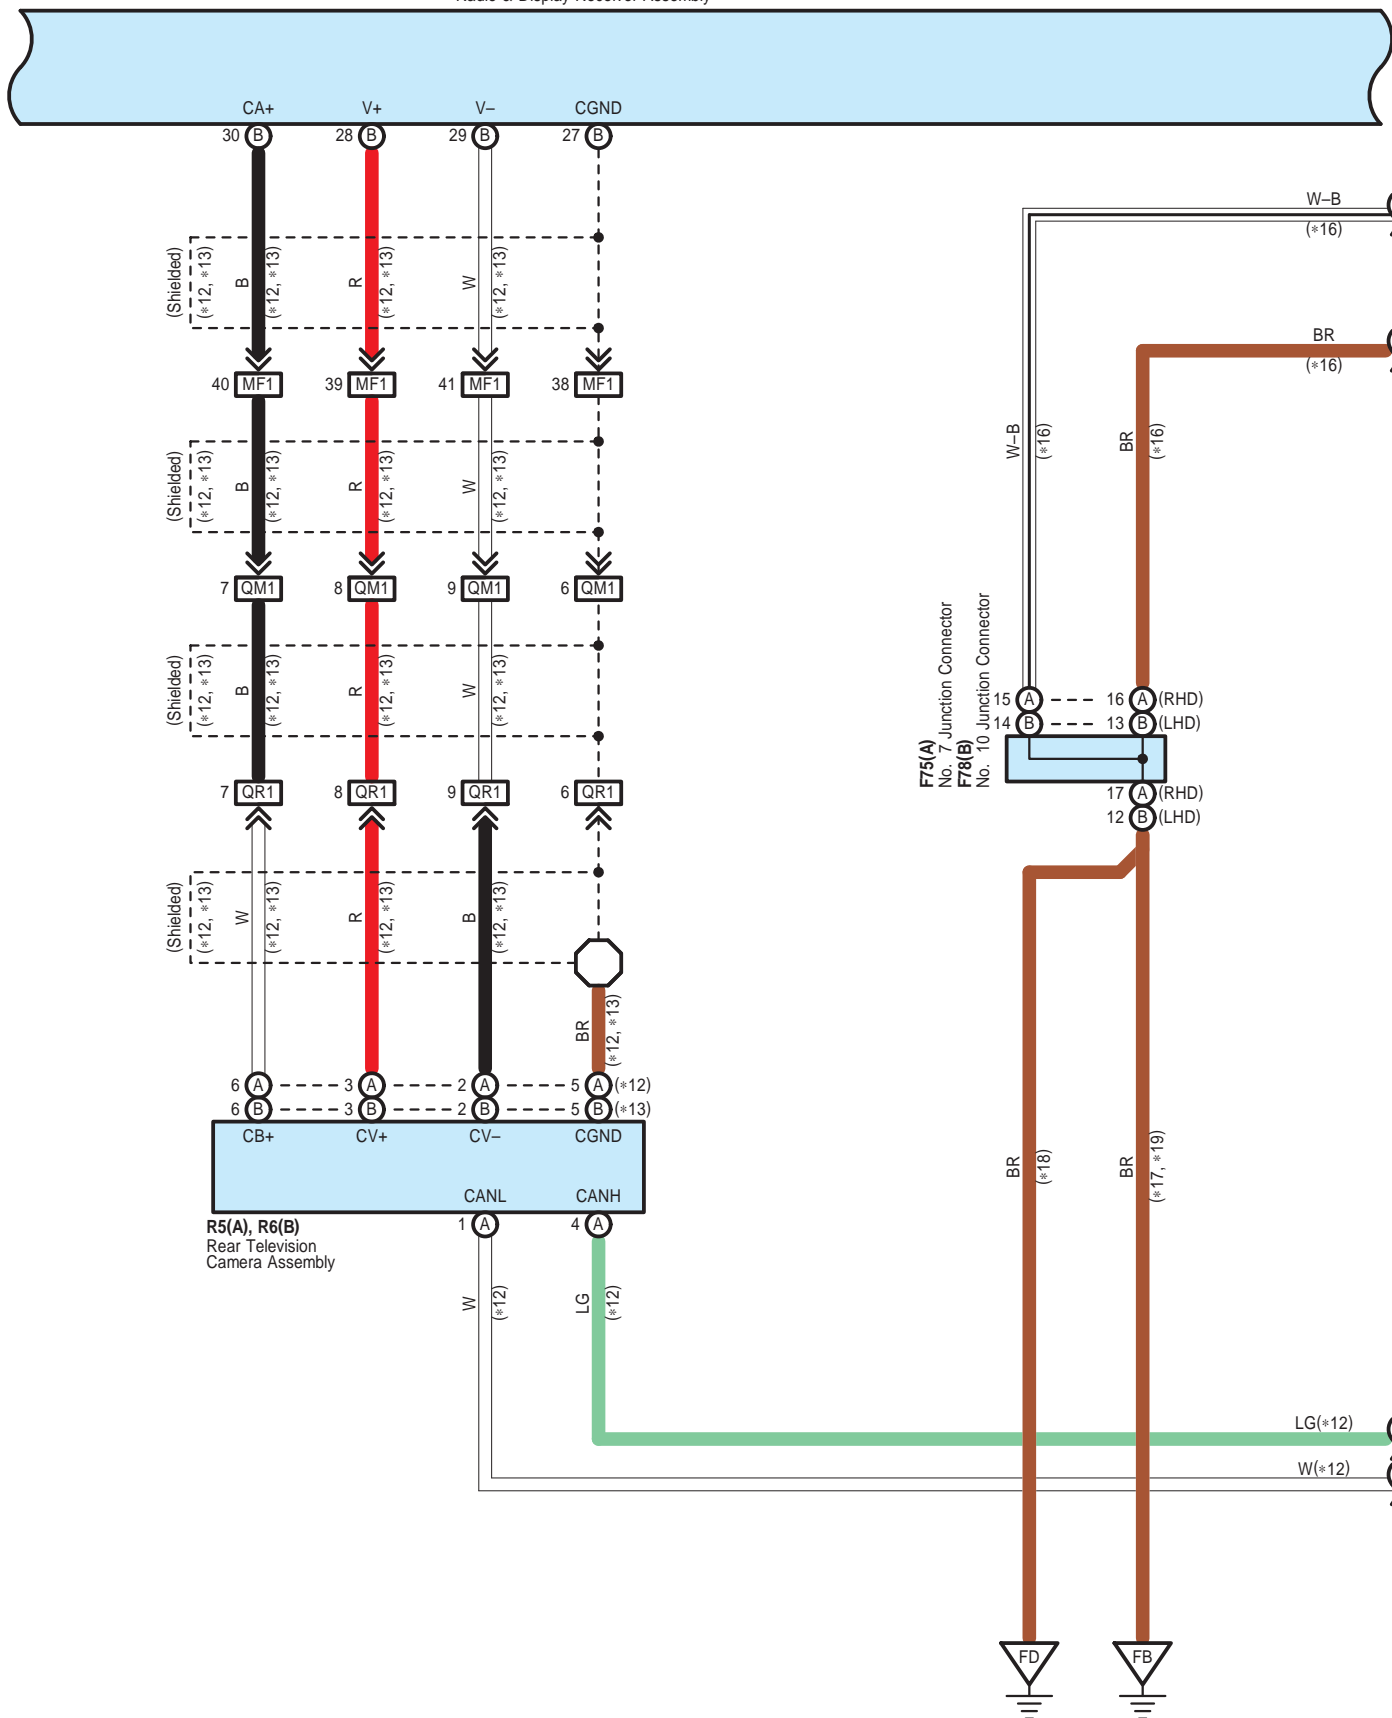 Radio & Display Receiver Assembly
CA+ V+ V– CGND
30 B 28 B 29 B 27 B
W–B
(*16)
(Shielded)
(*12, *13)
B
(*12, *13)
R
(*12, *13)
W
(*12, *13)
BR
(*16)
40 MF1 39 MF1 41 MF1 38 MF1
W–B
(*16)
BR
(*16)
(Shielded)
(*12, *13)
B
(*12, *13)
R
(*12, *13)
W
(*12, *13)
7 QM1 8 QM1 9 QM1 6 QM1
(Shielded)
(*12, *13)
B
(*12, *13)
R
(*12, *13)
W
(*12, *13)
15 A 16 A (RHD)
14 B 13 B (LHD)
F75(A)
No. 7 Junction Connector
F78(B)
No. 10 Junction Connector
17 A (RHD)
12 B (LHD)
7 QR1 8 QR1 9 QR1 6 QR1
(Shielded)
(*12, *13)
W
(*12, *13)
R
(*12, *13)
B
(*12, *13)
BR
(*12, *13)
6 A 3 A 2 A 5 A (*12)
6 B 3 B 2 B 5 B (*13)
CB+ CV+ CV– CGND
CANL CANH
1 A 4 A
R5(A), R6(B)
Rear Television
Camera Assembly
BR
(*18)
BR
(*17, *19)
W
(*12)
LG
(*12)
LG(*12)
W(*12)
FD FB